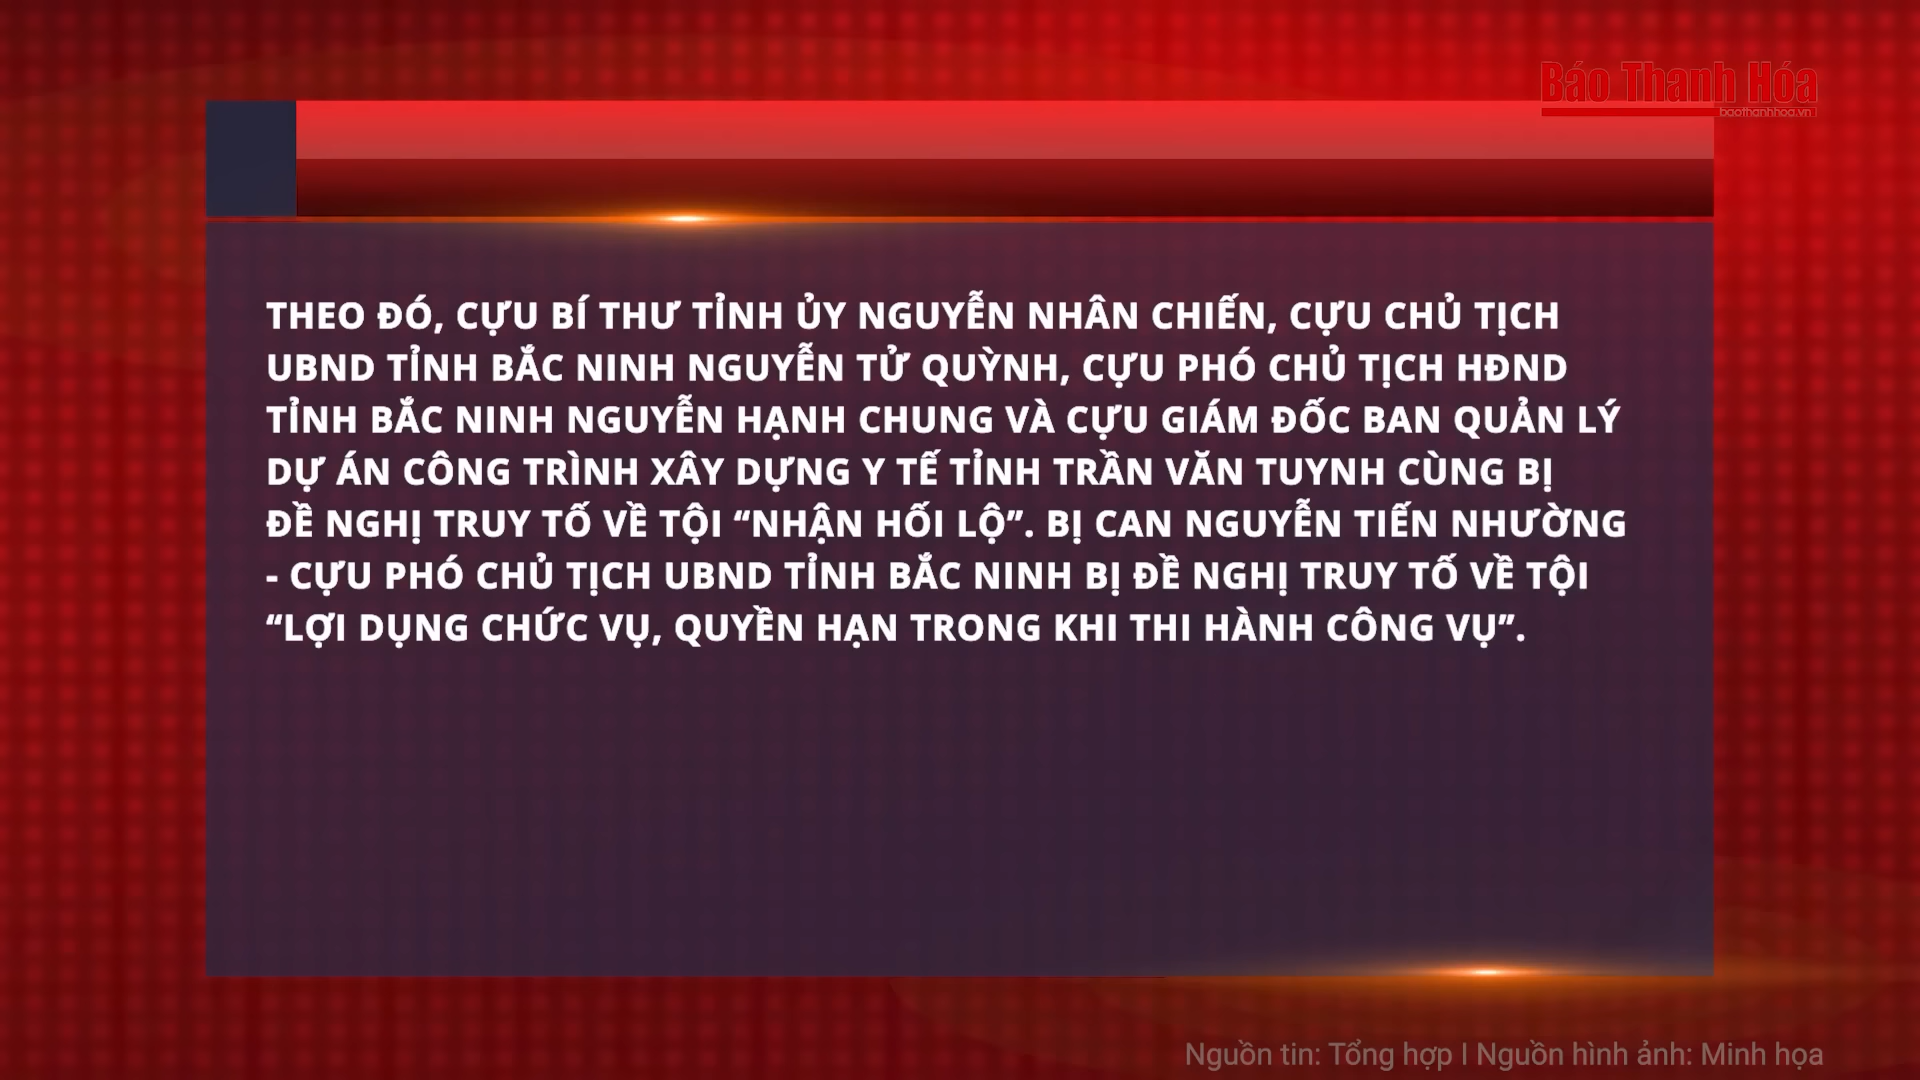 Báo Thanh Hóa
baothanhhoa.vn
THEO ĐÓ, CỰU BÍ THƯ TỈNH ỦY NGUYỄN NHÂN CHIẾN, CỰU CHỦ TỊCH
UBND TỈNH BẮC NINH NGUYỄN TỬ QUỲNH, CỰU PHÓ CHỦ TỊCH HĐND
TỈNH BẮC NINH NGUYỄN HẠNH CHUNG VÀ CỰU GIÁM ĐỐC BAN QUẢN LÝ
DỰ ÁN CÔNG TRÌNH XÂY DỰNG Y TẾ TỈNH TRẦN VĂN TUYNH CÙNG BỊ
ĐỀ NGHỊ TRUY TỐ VỀ TỘI “NHẬN HỐI LỘ”. BỊ CAN NGUYỄN TIẾN NHƯỜNG
- CỰU PHÓ CHỦ TỊCH UBND TỈNH BẮC NINH BỊ ĐỀ NGHỊ TRUY TỐ VỀ TỘI
“LỢI DỤNG CHỨC VỤ, QUYỀN HẠN TRONG KHI THI HÀNH CÔNG VỤ”.
Nguồn tin: Tổng hợp I Nguồn hình ảnh: Minh họa